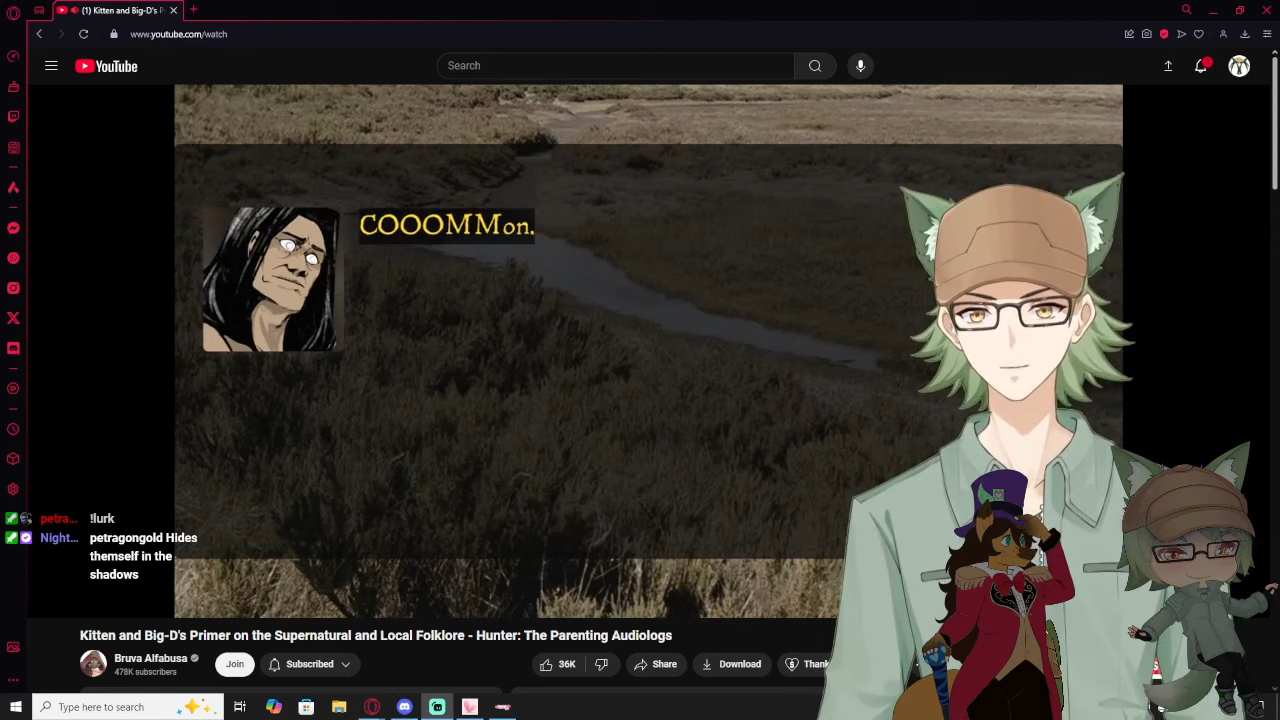 (1) Kitten and Big-D's P
www.youtube.com/watch
YouTube
Search
COOOMMon.
petra... !lurk
Night... petragongold Hides
themself in the
shadows
Kitten and Big-D's Primer on the Supernatural and Local Folklore - Hunter: The Parenting Audiologs
Bruva Alfabusa
478K subscribers
Join
Subscribed
36K
Share
Download
Thank
Type here to search